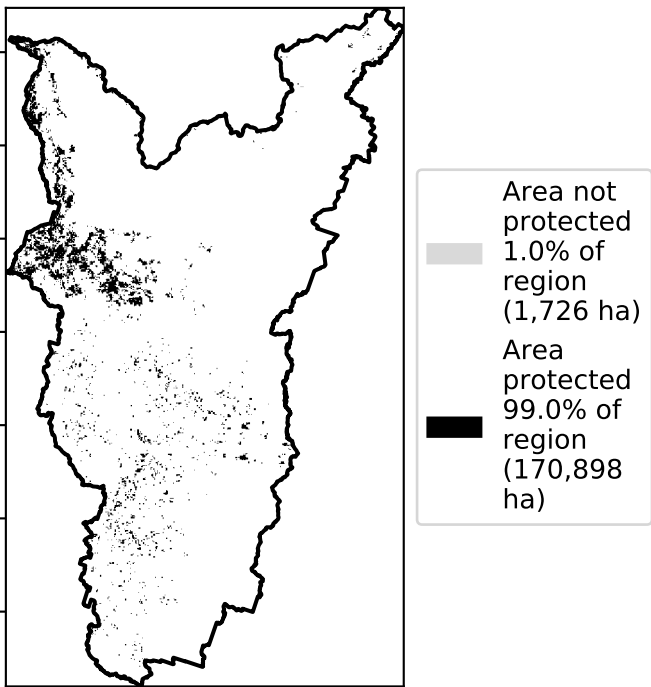 Area not
protected
1.0% of
region
(1,726 ha)
Area
protected
99.0% of
region
(170,898
ha)